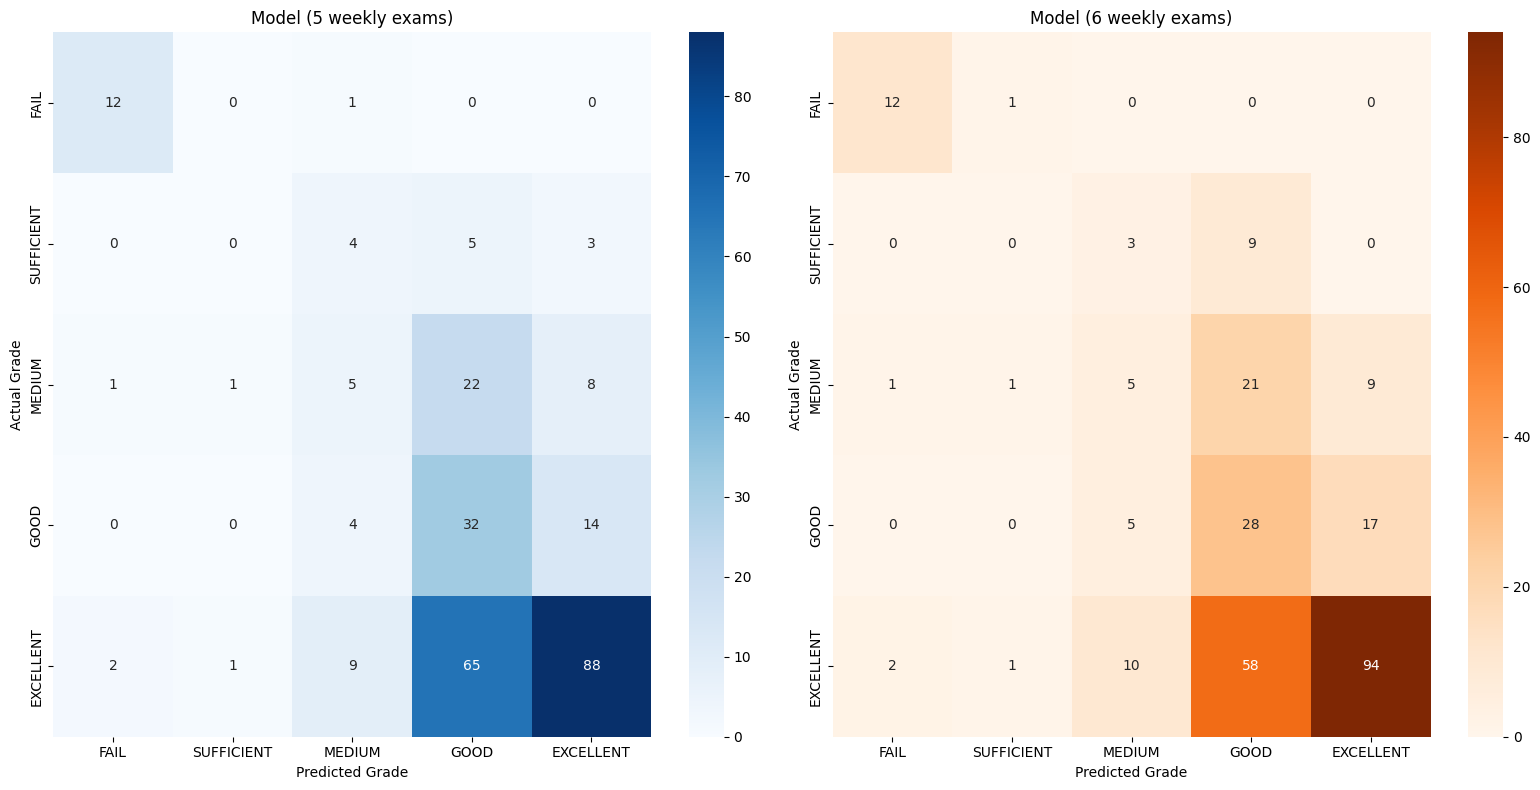 Model (5 weekly exams)
FAIL
SUFFICIENT
MEDIUM
GOOD
EXCELLENT
Actual Grade
12 0 1 0 0
0 0 4 5 3
1 1 5 22 8
0 0 4 32 14
2 1 9 65 88
FAIL SUFFICIENT MEDIUM GOOD EXCELLENT
Predicted Grade
80
70
60
50
40
30
20
10
0
Model (6 weekly exams)
FAIL
SUFFICIENT
MEDIUM
GOOD
EXCELLENT
Actual Grade
12 1 0 0 0
0 0 3 9 0
1 1 5 21 9
0 0 5 28 17
2 1 10 58 94
FAIL SUFFICIENT MEDIUM GOOD EXCELLENT
Predicted Grade
80
60
40
20
0